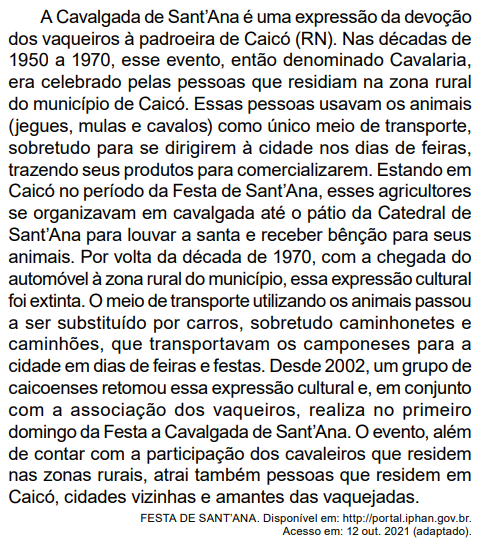 A Cavalgada de Sant’Ana é uma expressão da devoção
dos vaqueiros à padroeira de Caicó (RN). Nas décadas de
1950 a 1970, esse evento, então denominado Cavalaria,
era celebrado pelas pessoas que residiam na zona rural
do município de Caicó. Essas pessoas usavam os animais
(jegues, mulas e cavalos) como único meio de transporte,
sobretudo para se dirigirem à cidade nos dias de feiras,
trazendo seus produtos para comercializarem. Estando em
Caicó no período da Festa de Sant’Ana, esses agricultores
se organizavam em cavalgada até o pátio da Catedral de
Sant’Ana para louvar a santa e receber bênção para seus
animais. Por volta da década de 1970, com a chegada do
automóvel à zona rural do município, essa expressão cultural
foi extinta. O meio de transporte utilizando os animais passou
a ser substituído por carros, sobretudo caminhonetes e
caminhões, que transportavam os camponeses para a
cidade em dias de feiras e festas. Desde 2002, um grupo de
caicoenses retomou essa expressão cultural e, em conjunto
com a associação dos vaqueiros, realiza no primeiro
domingo da Festa a Cavalgada de Sant’Ana. O evento, além
de contar com a participação dos cavaleiros que residem
nas zonas rurais, atrai também pessoas que residem em
Caicó, cidades vizinhas e amantes das vaquejadas.
FESTA DE SANT’ANA. Disponível em: http://portal.iphan.gov.br.
Acesso em: 12 out. 2021 (adaptado).